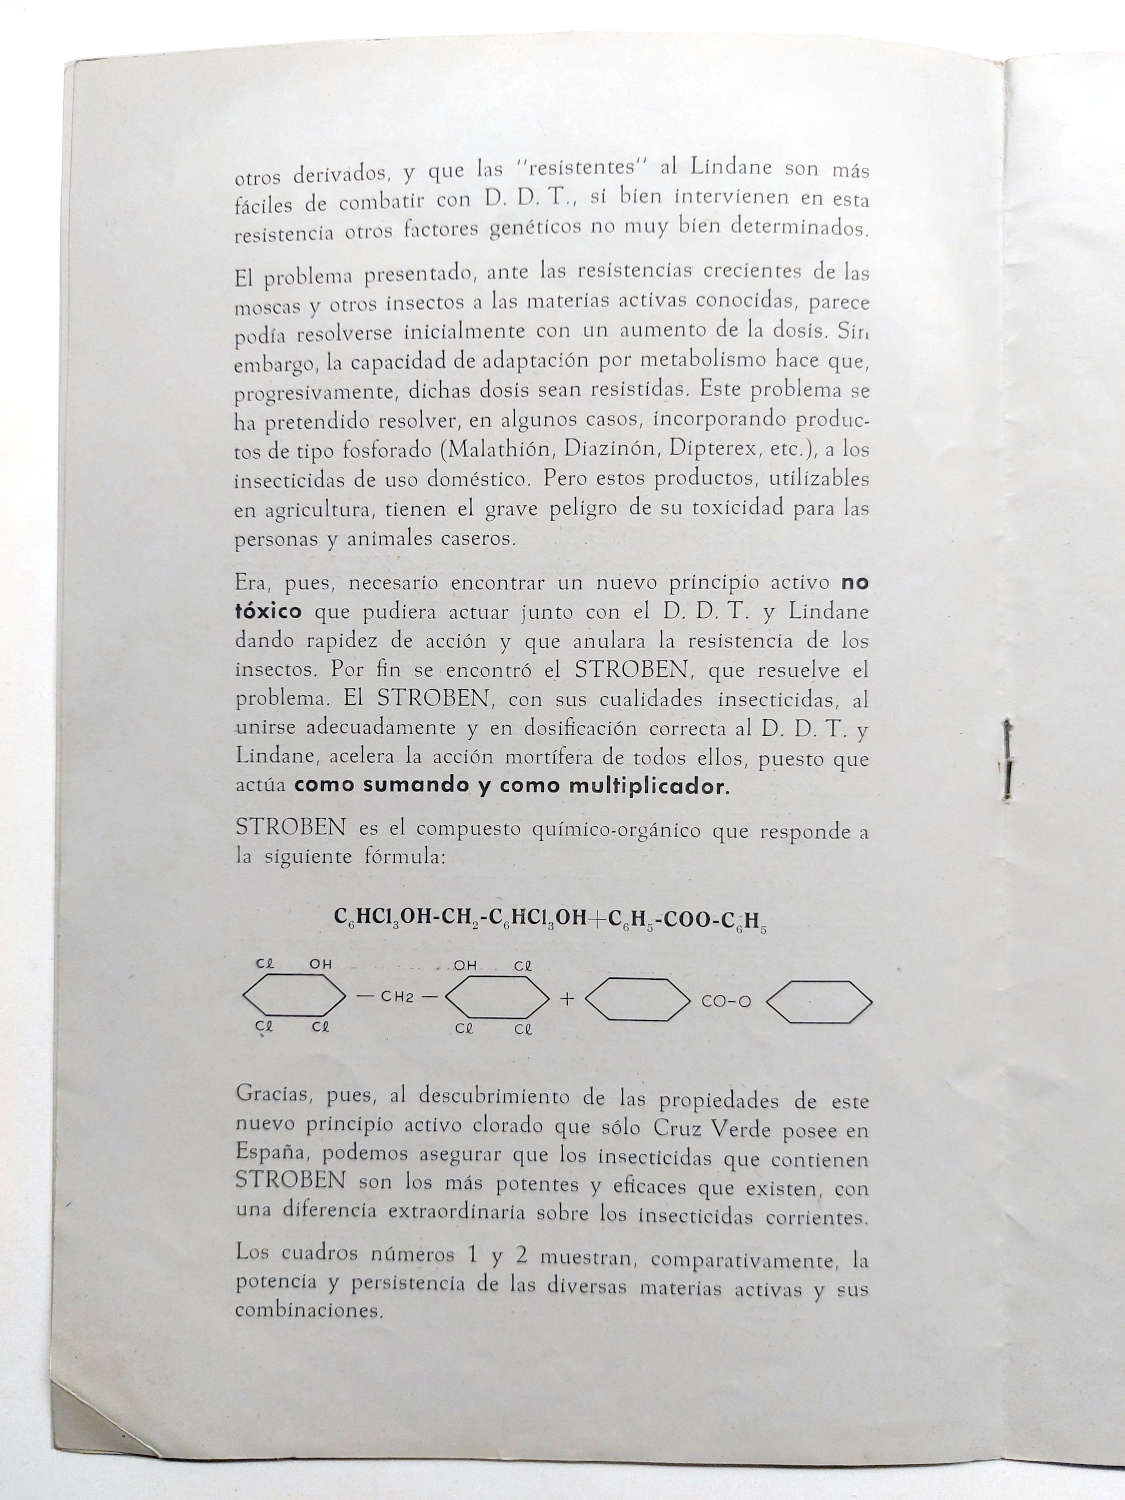 otros derivados, y que las "resistentes" al Lindane son más
fáciles de combatir con D. D. T., si bien intervienen en esta
resistencia otros factores genéticos no muy bien determinados.
El problema presentado, ante las resistencias crecientes de las
moscas y otros insectos a las materias activas conocidas, parece
podía resolverse inicialmente con un aumento de la dosis. Sin
embargo, la capacidad de adaptación por metabolismo hace que,
progresivamente, dichas dosis sean resistidas. Este problema se
ha pretendido resolver, en algunos casos, incorporando produc-
tos de tipo fosforado (Malathión, Diazinón, Dipterex, etc.), a los
insecticidas de uso doméstico. Pero estos productos, utilizables
en agricultura, tienen el grave peligro de su toxicidad para las
personas y animales caseros.
Era, pues, necesario encontrar un nuevo principio activo no
tóxico que pudiera actuar junto con el D. D. T. y Lindane
dando rapidez de acción y que anulara la resistencia de los
insectos. Por fin se encontró el STROBEN, que resuelve el
problema. El STROBEN, con sus cualidades insecticidas, al
unirse adecuadamente y en dosificación correcta al D. D. T. y
Lindane, acelera la acción mortífera de todos ellos, puesto que
actúa como sumando y como multiplicador.
STROBEN es el compuesto químico-orgánico que responde a
la siguiente fórmula:
C₆HCl₃OH-CH₂-C₆HCl₃OH+C₆H₅-COO-C₆H₅
Cl OH OH Cl
— CH2 — + CO-O
Cl Cl Cl Cl
Gracias, pues, al descubrimiento de las propiedades de este
nuevo principio activo clorado que sólo Cruz Verde posee en
España, podemos asegurar que los insecticidas que contienen
STROBEN son los más potentes y eficaces que existen, con
una diferencia extraordinaria sobre los insecticidas corrientes.
Los cuadros números 1 y 2 muestran, comparativamente, la
potencia y persistencia de las diversas materias activas y sus
combinaciones.